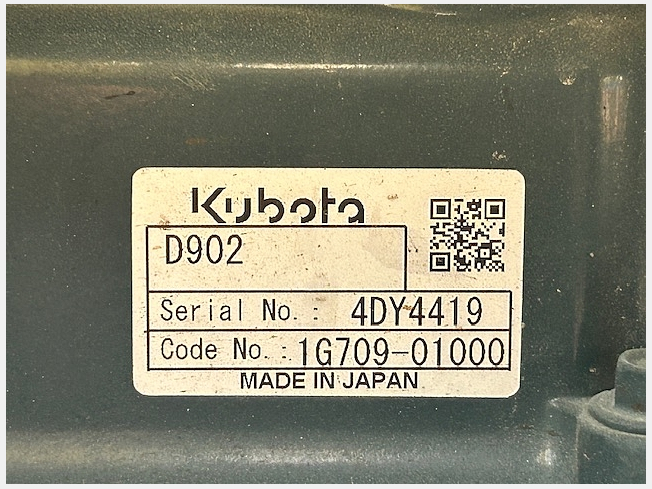 Kubota
D902
Serial No. : 4DY4419
Code No. : 1G709-01000
MADE IN JAPAN